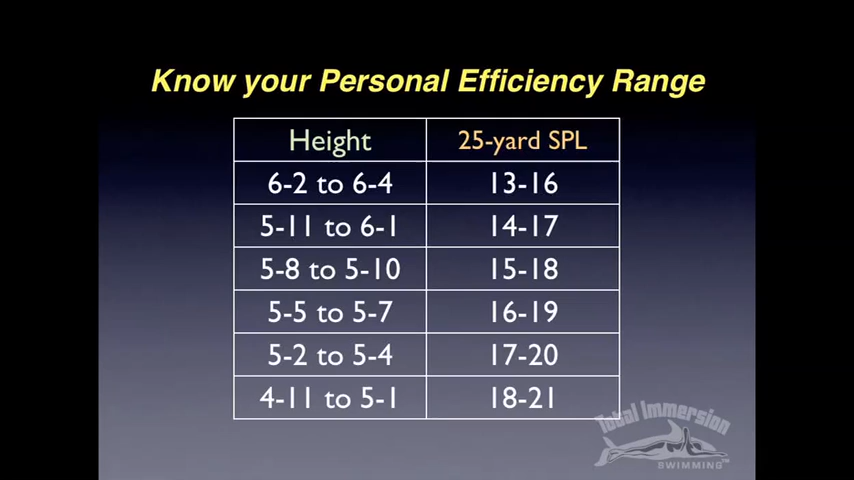 Know your Personal Efficiency Range
Height 25-yard SPL
6-2 to 6-4 13-16
5-11 to 6-1 14-17
5-8 to 5-10 15-18
5-5 to 5-7 16-19
5-2 to 5-4 17-20
4-11 to 5-1 18-21
Total Immersion
SWIMMING